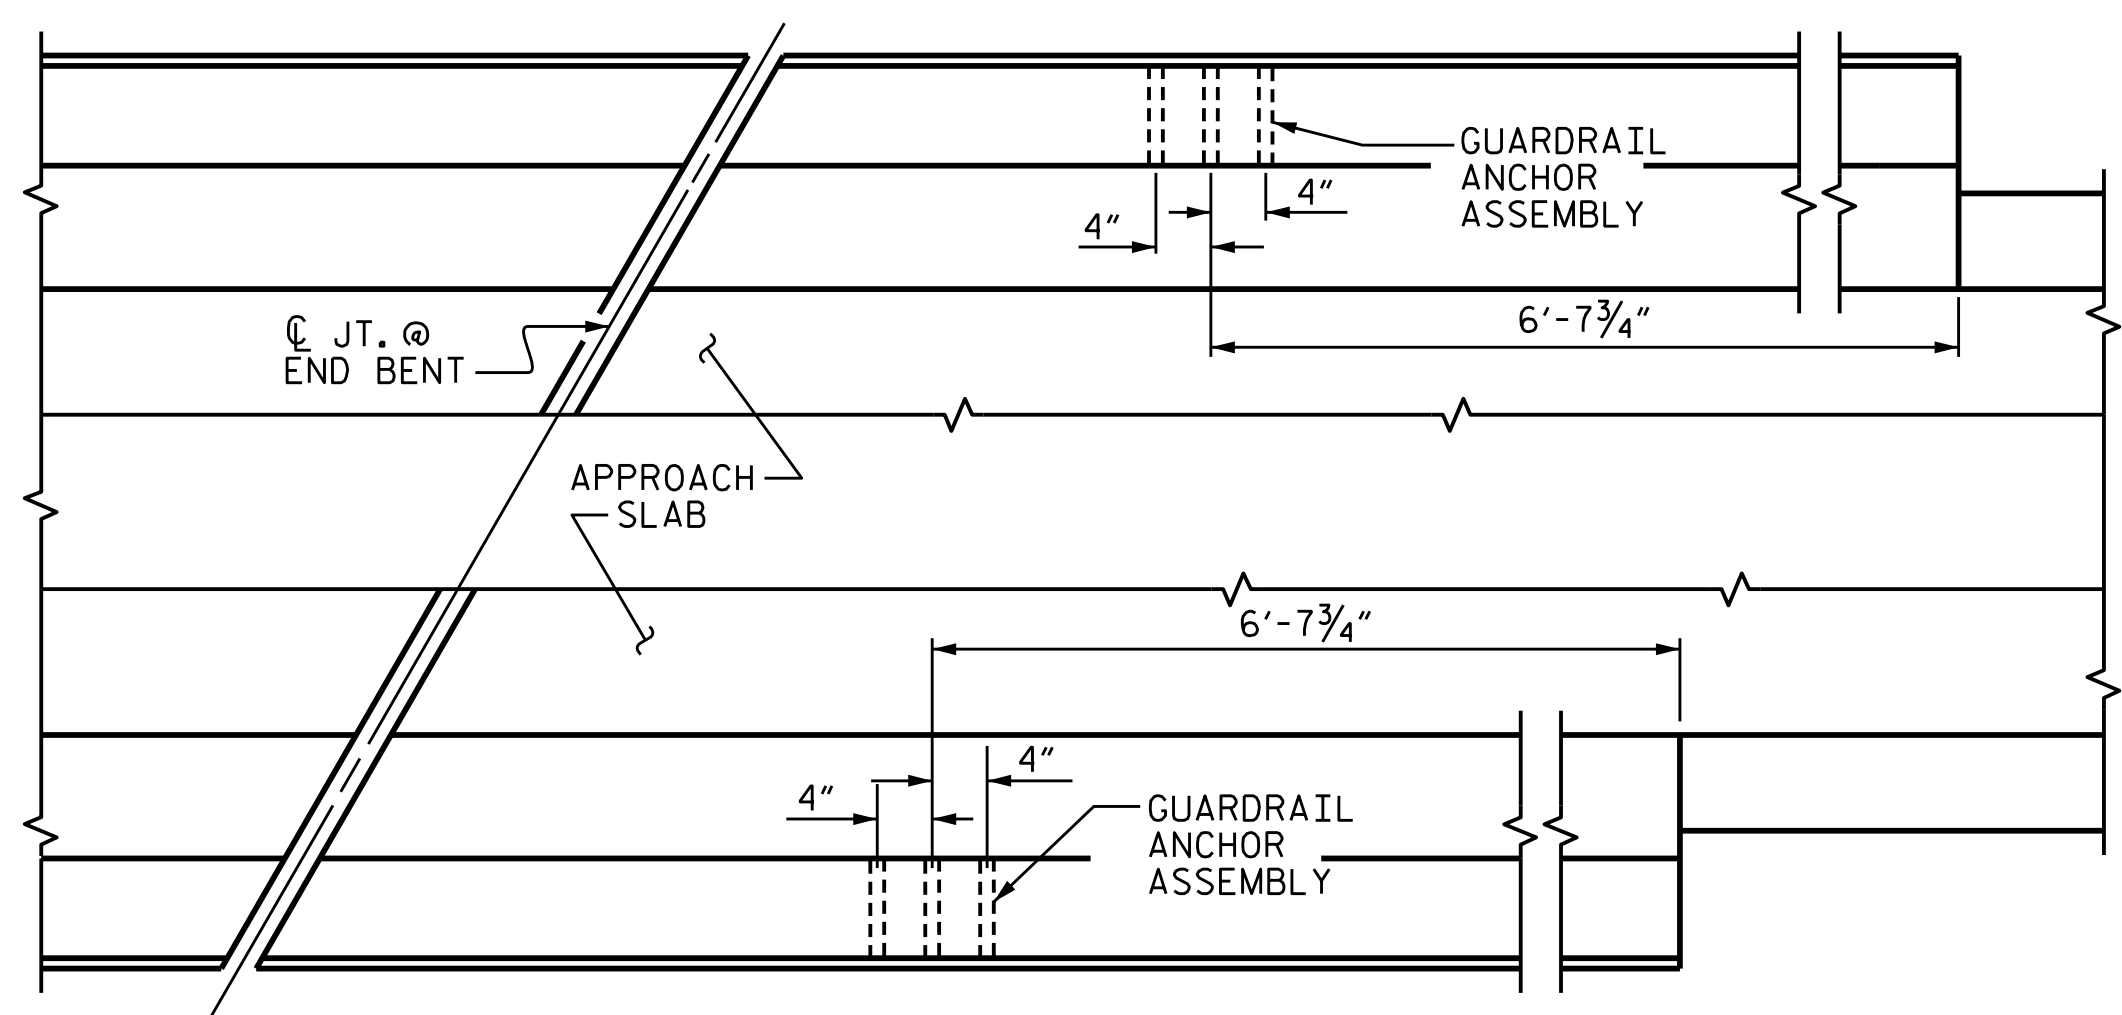 GUARDRAIL
ANCHOR
ASSEMBLY
4"
4"
6'-7¾"
℄ JT. @
END BENT
APPROACH
SLAB
6'-7¾"
4"
4"
GUARDRAIL
ANCHOR
ASSEMBLY